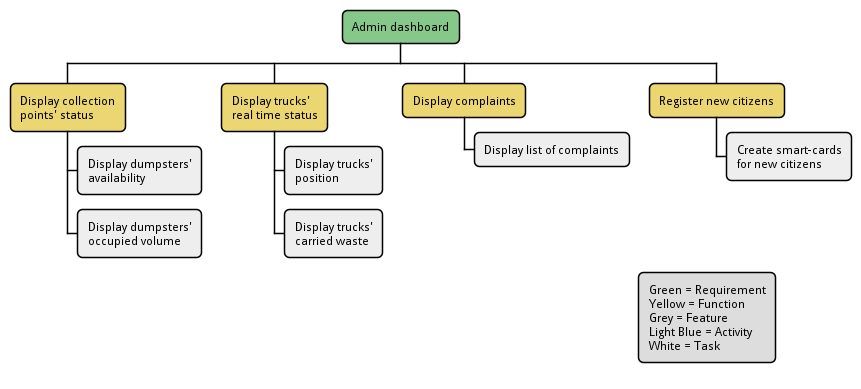 Admin dashboard
Display collection
points' status
Display trucks'
real time status
Display complaints
Register new citizens
Display dumpsters'
availability
Display trucks'
position
Display list of complaints
Create smart-cards
for new citizens
Display dumpsters'
occupied volume
Display trucks'
carried waste
Green = Requirement
Yellow = Function
Grey = Feature
Light Blue = Activity
White = Task